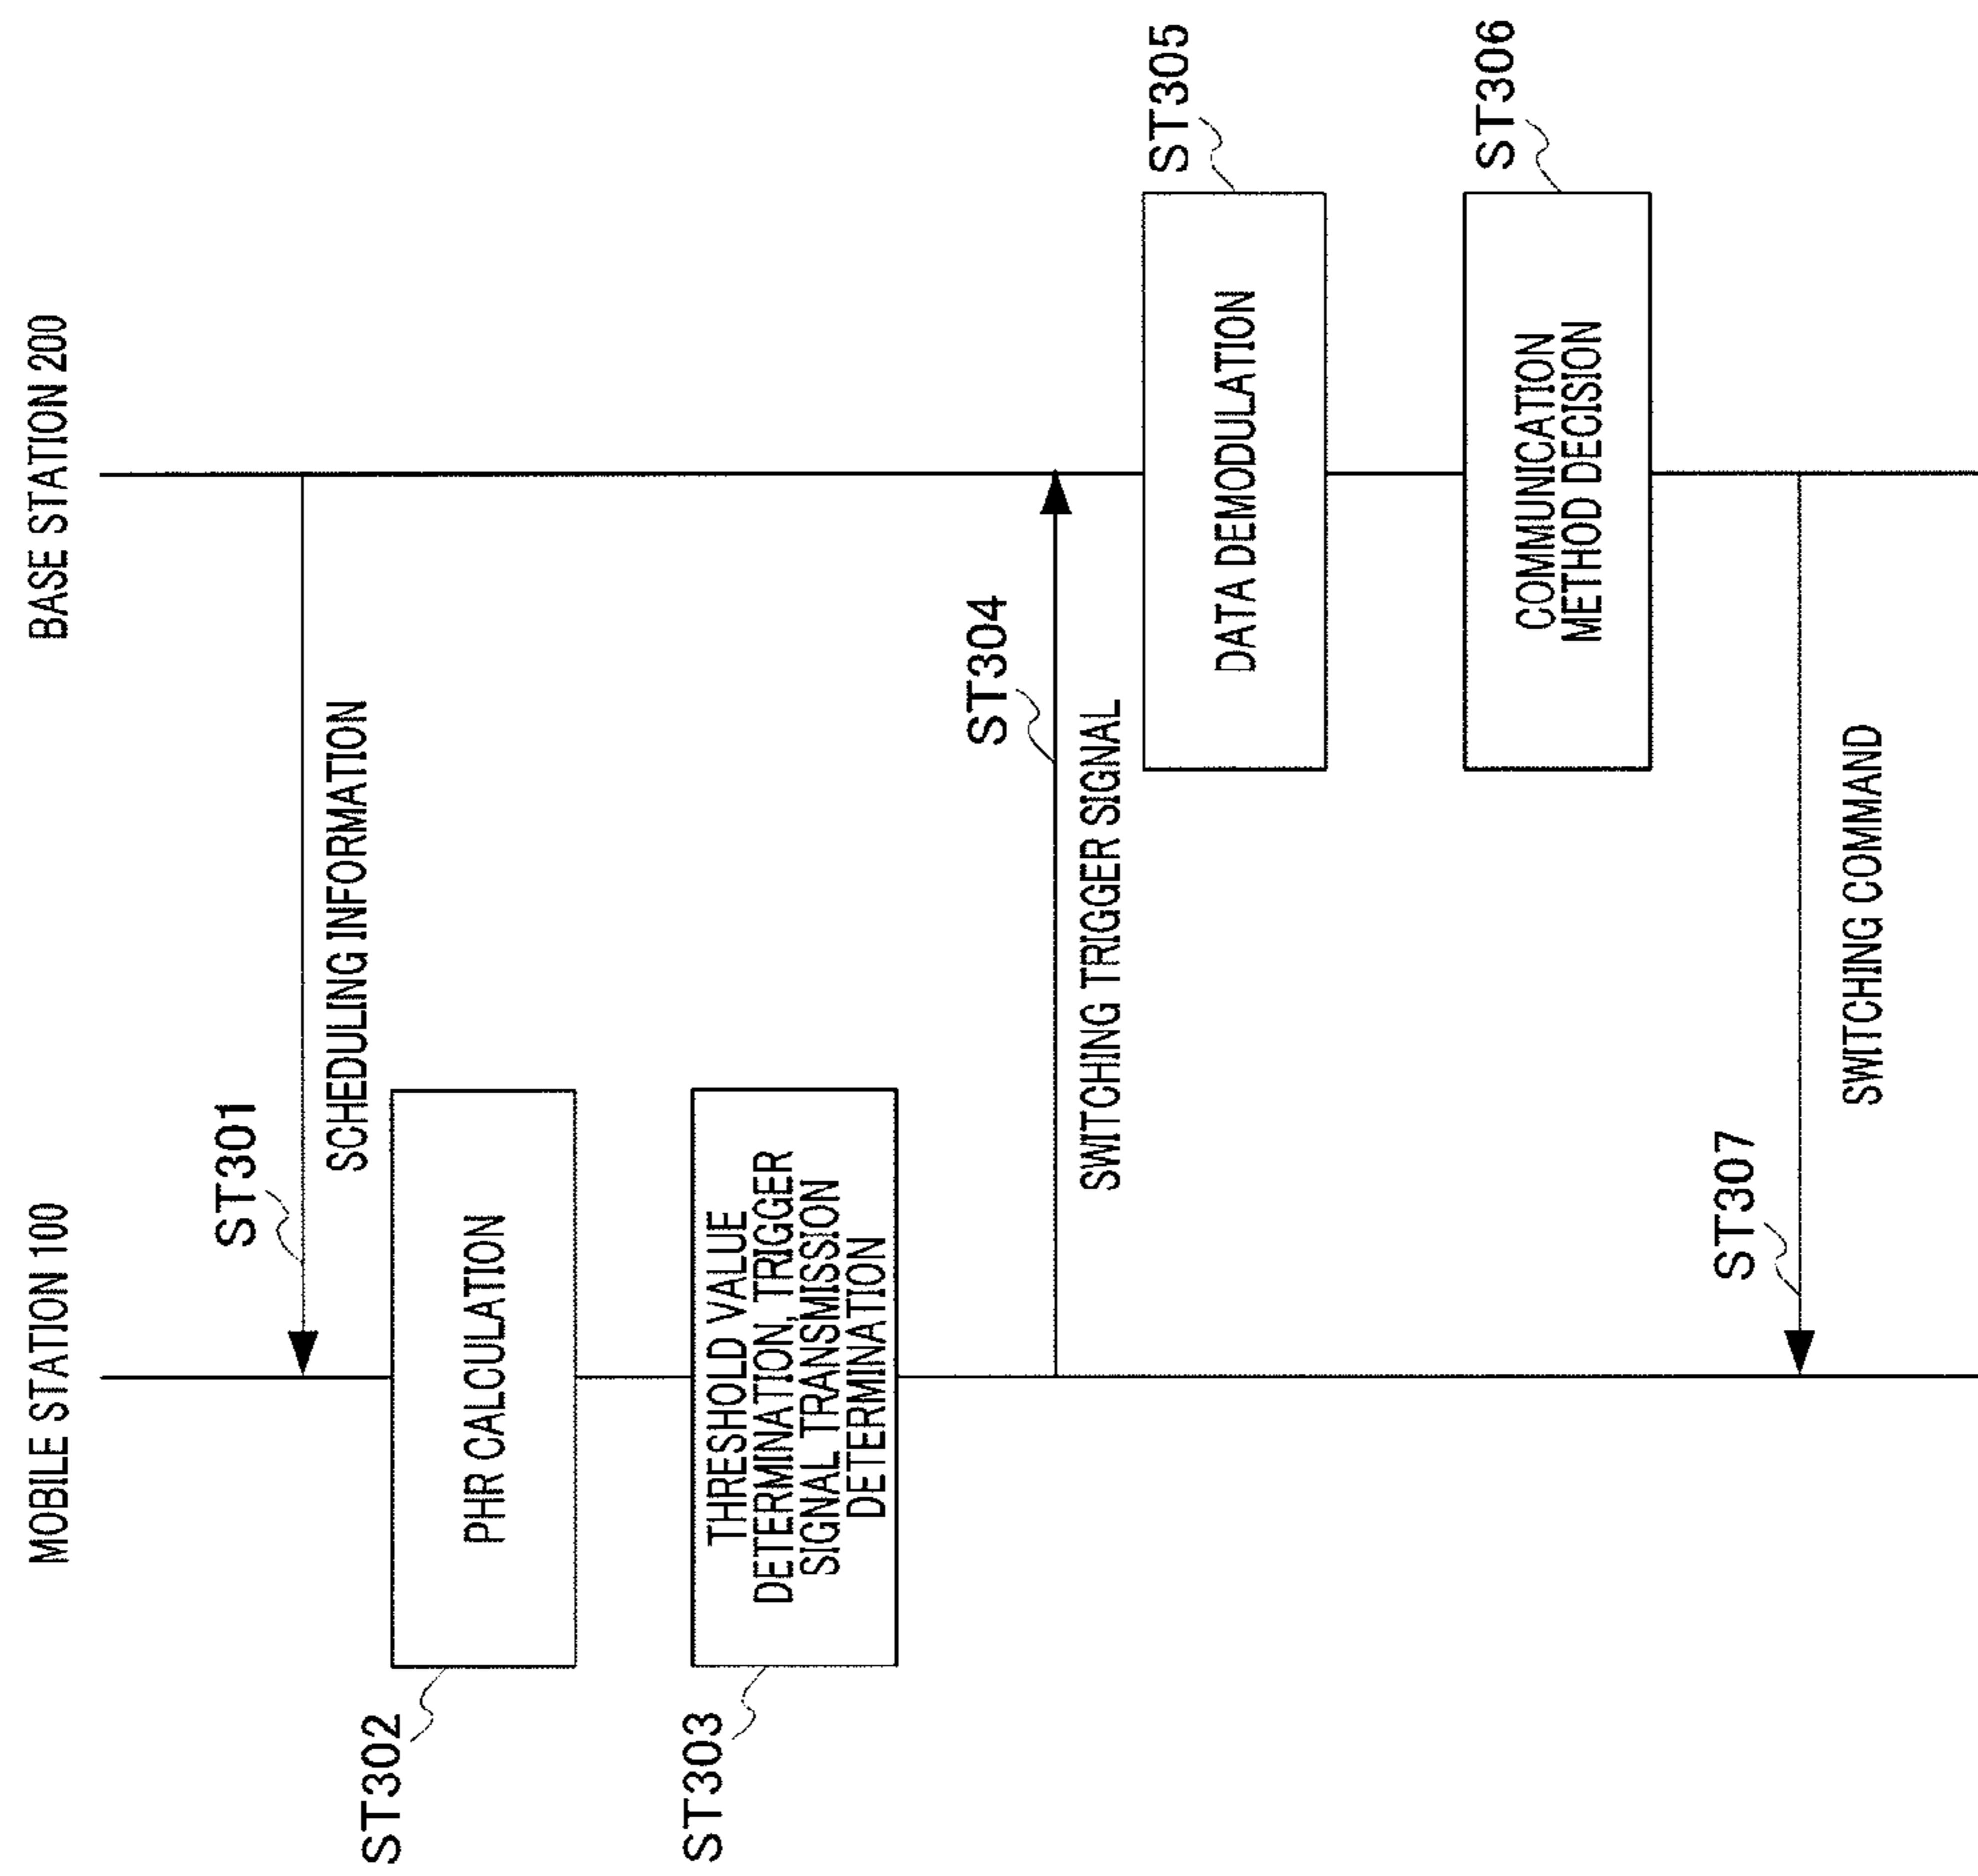 MOBILE STATION 100
BASE STATION 200
ST301
SCHEDULING INFORMATION
ST302
PHR CALCULATION
ST303
THRESHOLD VALUE
DETERMINATION, TRIGGER
SIGNAL TRANSMISSION
DETERMINATION
ST304
SWITCHING TRIGGER SIGNAL
DATA DEMODULATION
ST305
COMMUNICATION
METHOD DECISION
ST306
ST307
SWITCHING COMMAND